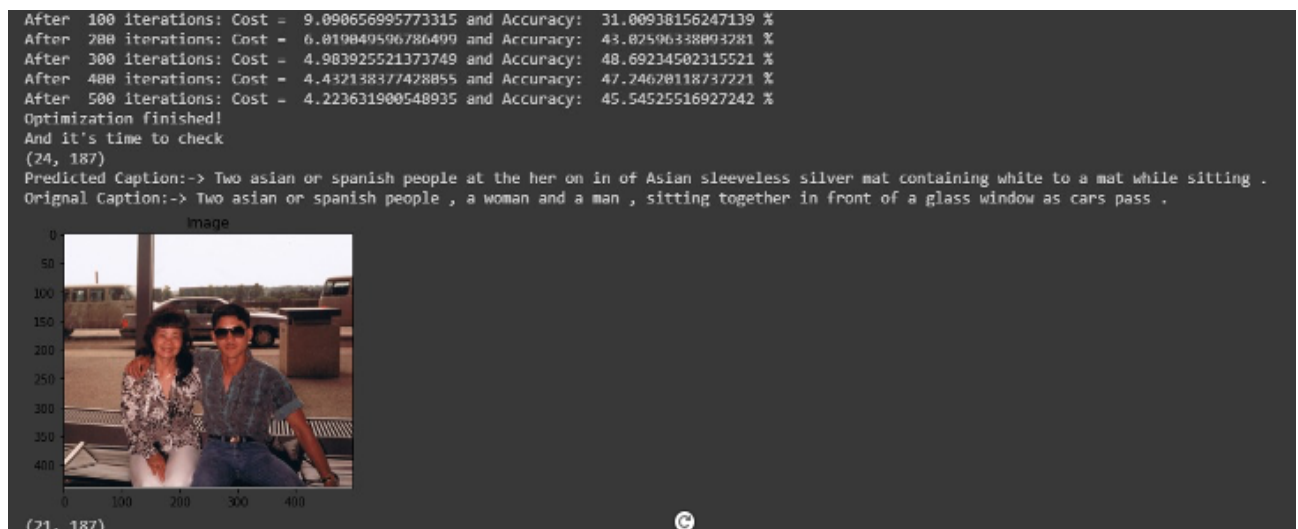 After 100 iterations: Cost = 9.090656995773315 and Accuracy: 31.00938156247139 %
After 200 iterations: Cost = 6.019049596786499 and Accuracy: 43.02596338093281 %
After 300 iterations: Cost = 4.983925521373749 and Accuracy: 48.69234502315521 %
After 400 iterations: Cost = 4.432138377428055 and Accuracy: 47.24620118737221 %
After 500 iterations: Cost = 4.223631900548935 and Accuracy: 45.54525516927242 %
Optimization finished!
And it's time to check
(24, 187)
Predicted Caption:-> Two asian or spanish people at the her on in of Asian sleeveless silver mat containing white to a mat while sitting .
Orignal Caption:-> Two asian or spanish people , a woman and a man , sitting together in front of a glass window as cars pass .
Image
0
50
100
150
200
250
300
350
400
0 100 200 300 400
(21, 187)